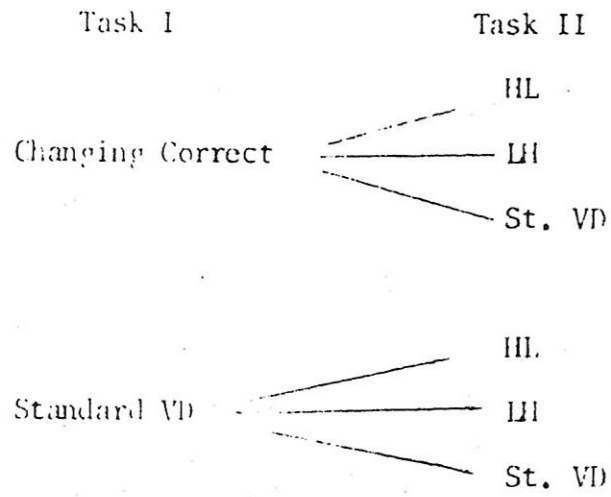 Task I Task II
HL
Changing Correct LH
St. VD
HL
Standard VD LH
St. VD